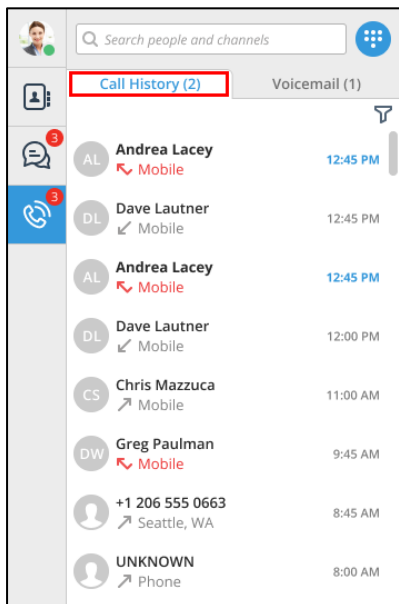 Search people and channels
Call History (2)
Voicemail (1)
3
3
AL
Andrea Lacey
Mobile
12:45 PM
DL
Dave Lautner
Mobile
12:45 PM
AL
Andrea Lacey
Mobile
12:45 PM
DL
Dave Lautner
Mobile
12:00 PM
CS
Chris Mazzuca
Mobile
11:00 AM
DW
Greg Paulman
Mobile
9:45 AM
+1 206 555 0663
Seattle, WA
8:45 AM
UNKNOWN
Phone
8:00 AM